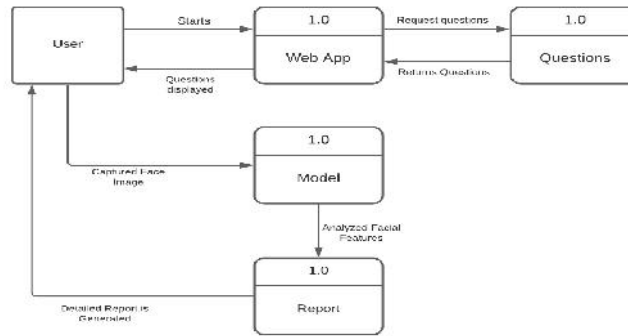 User
Starts
1.0
Web App
Request questions
1.0
Questions
Questions
displayed
Returns Questions
Captured Face
Image
1.0
Model
Analyzed Facial
Features
1.0
Report
Detailed Report is
Generated